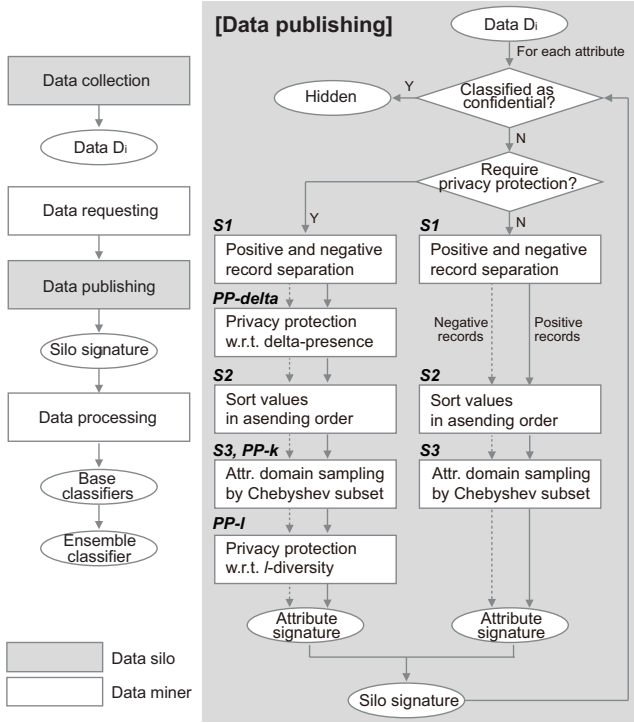 Data collection
Data Di
Data requesting
Data publishing
Silo signature
Data processing
Base
classifiers
Ensemble
classifier
Data silo
Data miner
[Data publishing]
Data Di
For each attribute
Classified as
confidential?
Y
Hidden
N
Require
privacy protection?
Y
N
S1
Positive and negative
record separation
PP-delta
Privacy protection
w.r.t. delta-presence
S2
Sort values
in asending order
S3, PP-k
Attr. domain sampling
by Chebyshev subset
PP-l
Privacy protection
w.r.t. l-diversity
Attribute
signature
S1
Positive and negative
record separation
Negative
records
Positive
records
S2
Sort values
in asending order
S3
Attr. domain sampling
by Chebyshev subset
Attribute
signature
Silo signature